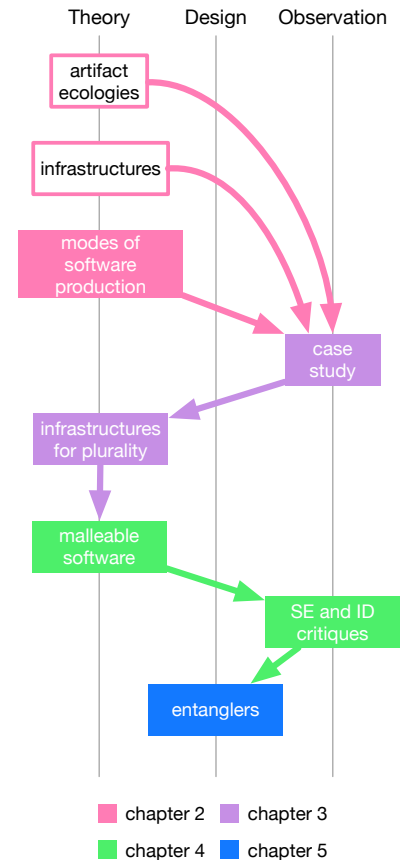 Theory Design Observation
artifact
ecologies
infrastructures
modes of
software
production
case
study
infrastructures
for plurality
malleable
software
SE and ID
critiques
entanglers
chapter 2 chapter 3
chapter 4 chapter 5